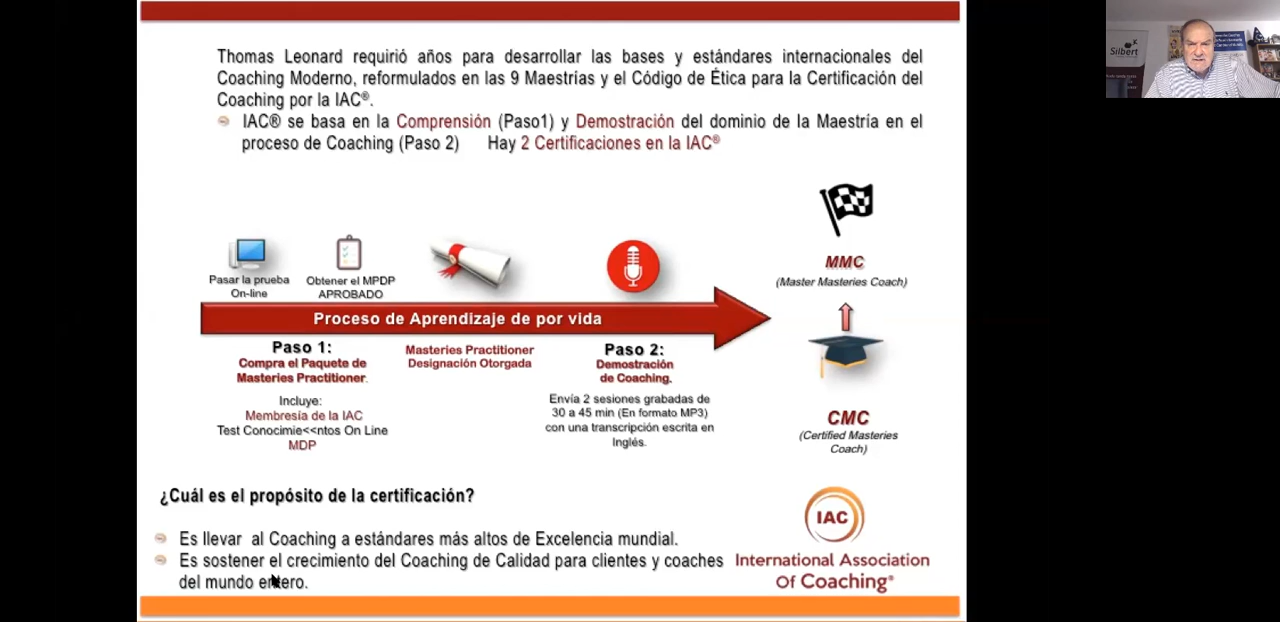 Thomas Leonard requirió años para desarrollar las bases y estándares internacionales del
Coaching Moderno, reformulados en las 9 Maestrías y el Código de Ética para la Certificación del
Coaching por la IAC®.
IAC® se basa en la Comprensión (Paso1) y Demostración del dominio de la Maestría en el
proceso de Coaching (Paso 2) Hay 2 Certificaciones en la IAC®
Pasar la prueba
On-line
Obtener el MPDP
APROBADO
Proceso de Aprendizaje de por vida
Paso 1:
Compra el Paquete de
Masteries Practitioner.
Incluye:
Membresía de la IAC
Test Conocimie<<ntos On Line
MDP
Masteries Practitioner
Designación Otorgada
Paso 2:
Demostración
de Coaching.
Envía 2 sesiones grabadas de
30 a 45 min (En formato MP3)
con una transcripción escrita en
Inglés.
MMC
(Master Masteries Coach)
CMC
(Certified Masteries
Coach)
¿Cuál es el propósito de la certificación?
Es llevar al Coaching a estándares más altos de Excelencia mundial.
Es sostener el crecimiento del Coaching de Calidad para clientes y coaches
del mundo entero.
IAC
International Association
Of Coaching®
Silbert